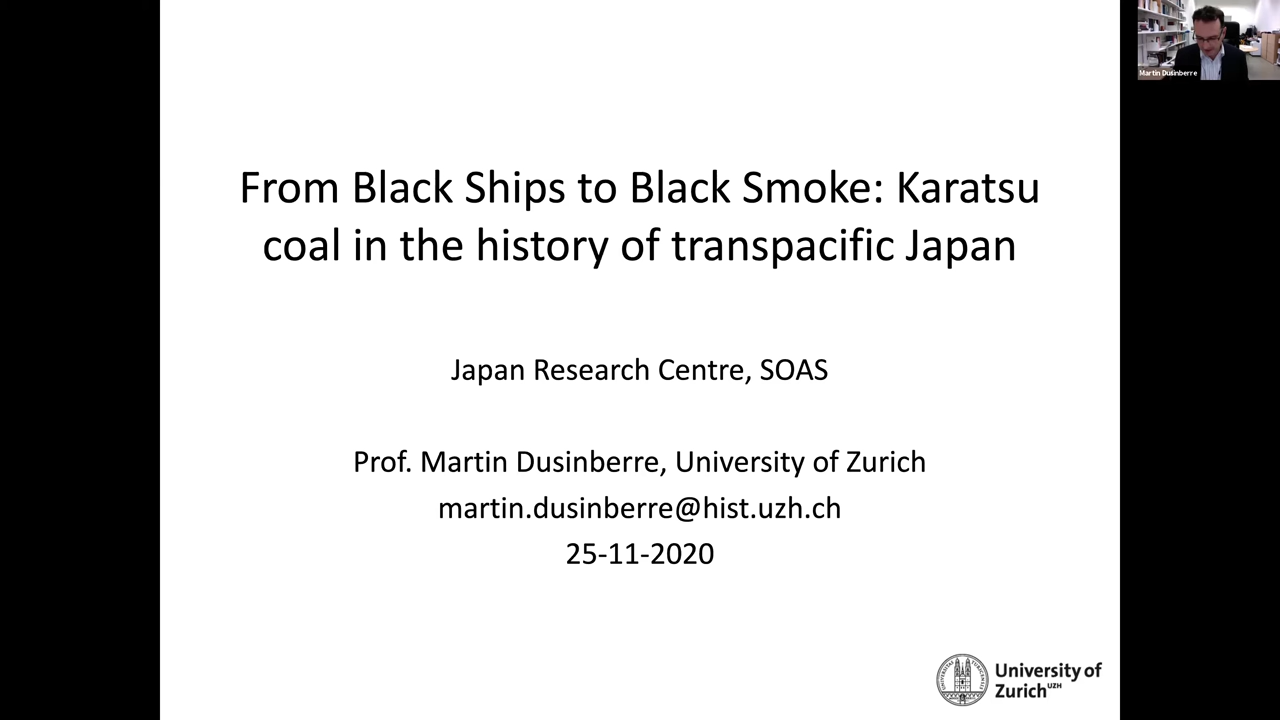 Martin Dusinberre
From Black Ships to Black Smoke: Karatsu
coal in the history of transpacific Japan
Japan Research Centre, SOAS
Prof. Martin Dusinberre, University of Zurich
martin.dusinberre@hist.uzh.ch
25-11-2020
University of
Zurich UZH